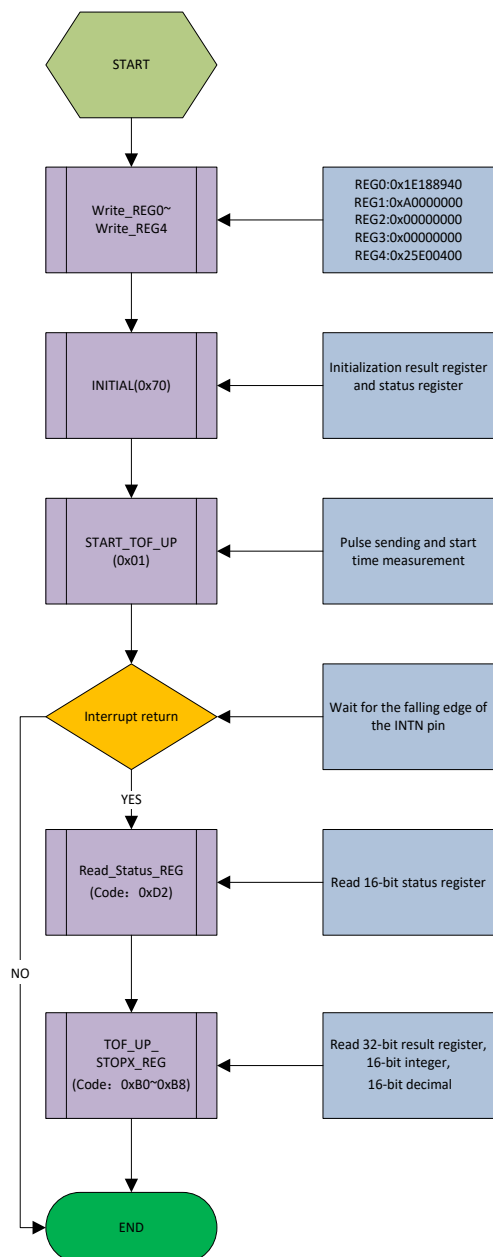 START
Write_REG0~
Write_REG4
REG0:0x1E188940
REG1:0xA0000000
REG2:0x00000000
REG3:0x00000000
REG4:0x25E00400
INITIAL(0x70)
Initialization result register
and status register
START_TOF_UP
(0x01)
Pulse sending and start
time measurement
Interrupt return
Wait for the falling edge of
the INTN pin
YES
Read_Status_REG
(Code：0xD2)
Read 16-bit status register
NO
TOF_UP_
STOPX_REG
(Code：0xB0~0xB8)
Read 32-bit result register,
16-bit integer,
16-bit decimal
END